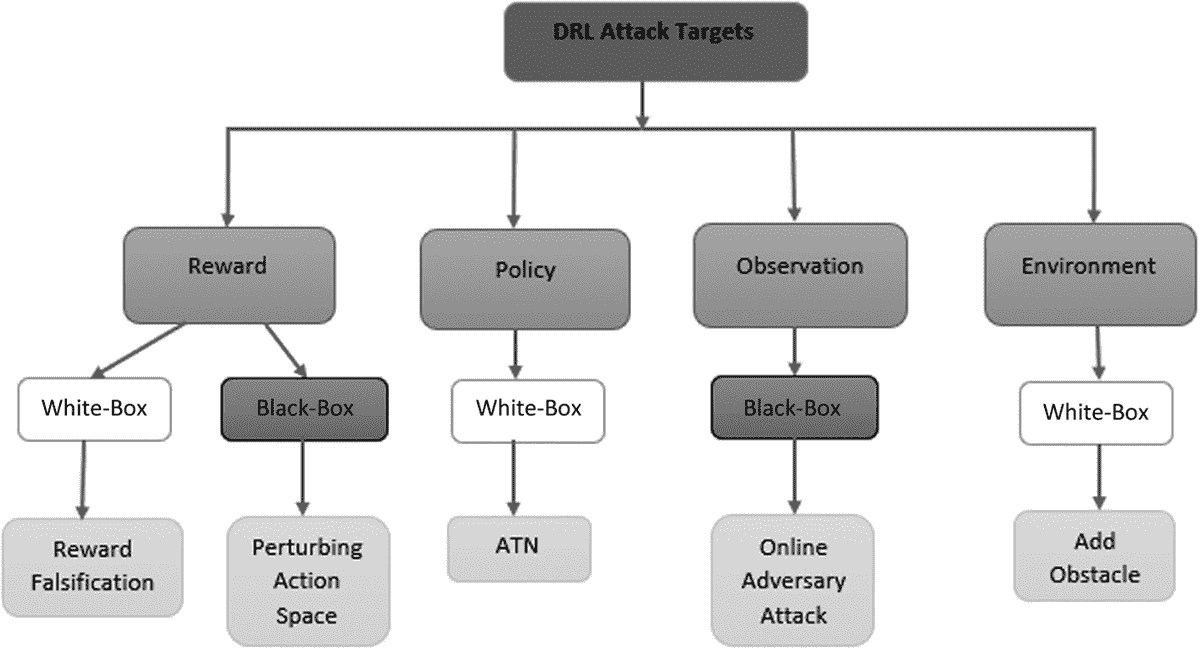 DRL Attack Targets
Reward
Policy
Observation
Environment
White-Box
Black-Box
White-Box
Black-Box
White-Box
Reward
Falsification
Perturbing
Action
Space
ATN
Online
Adversary
Attack
Add
Obstacle